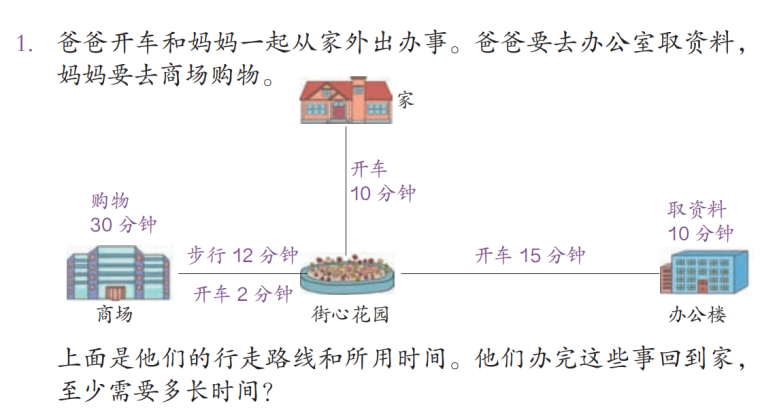 1. 爸爸开车和妈妈一起从家外出办事。爸爸要去办公室取资料，
妈妈要去商场购物。
家
开车
10 分钟
购物
30 分钟
取资料
10 分钟
步行 12 分钟
开车 15 分钟
开车 2 分钟
商场
街心花园
办公楼
上面是他们的行走路线和所用时间。他们办完这些事回到家，
至少需要多长时间？